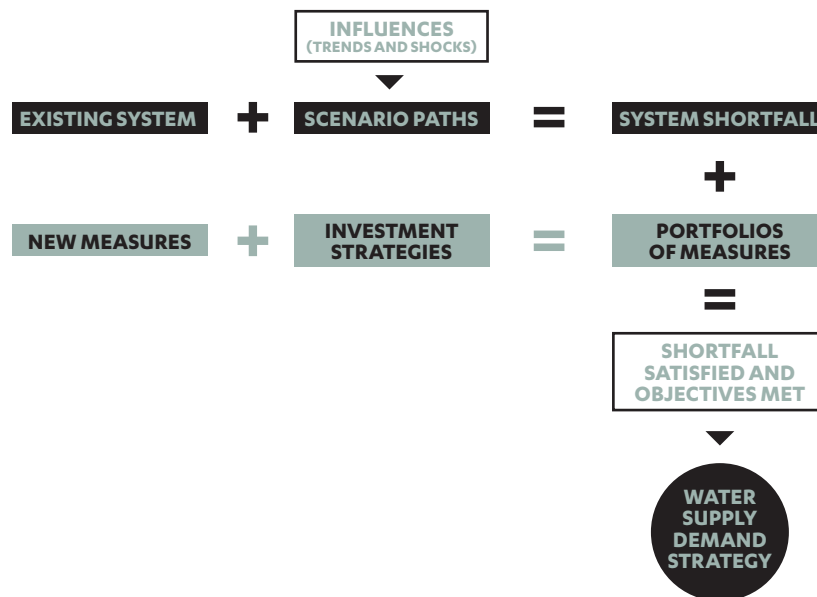 INFLUENCES
(TRENDS AND SHOCKS)
EXISTING SYSTEM + SCENARIO PATHS = SYSTEM SHORTFALL
+
NEW MEASURES + INVESTMENT STRATEGIES = PORTFOLIOS OF MEASURES
=
SHORTFALL
SATISFIED AND
OBJECTIVES MET
WATER
SUPPLY
DEMAND
STRATEGY